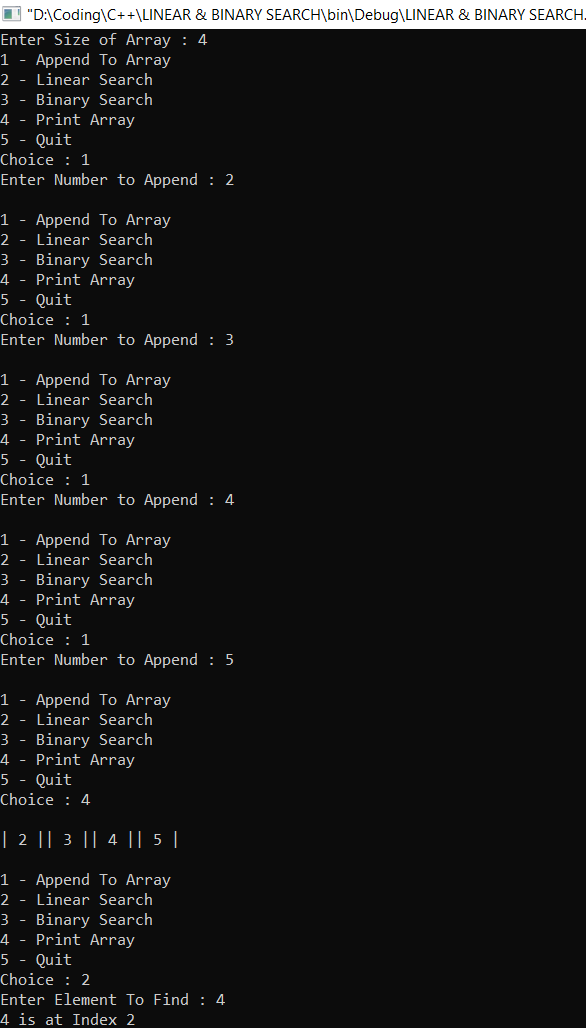 "D:\Coding\C++\LINEAR & BINARY SEARCH\bin\Debug\LINEAR & BINARY SEARCH.
Enter Size of Array : 4
1 - Append To Array
2 - Linear Search
3 - Binary Search
4 - Print Array
5 - Quit
Choice : 1
Enter Number to Append : 2
1 - Append To Array
2 - Linear Search
3 - Binary Search
4 - Print Array
5 - Quit
Choice : 1
Enter Number to Append : 3
1 - Append To Array
2 - Linear Search
3 - Binary Search
4 - Print Array
5 - Quit
Choice : 1
Enter Number to Append : 4
1 - Append To Array
2 - Linear Search
3 - Binary Search
4 - Print Array
5 - Quit
Choice : 1
Enter Number to Append : 5
1 - Append To Array
2 - Linear Search
3 - Binary Search
4 - Print Array
5 - Quit
Choice : 4
| 2 || 3 || 4 || 5 |
1 - Append To Array
2 - Linear Search
3 - Binary Search
4 - Print Array
5 - Quit
Choice : 2
Enter Element To Find : 4
4 is at Index 2